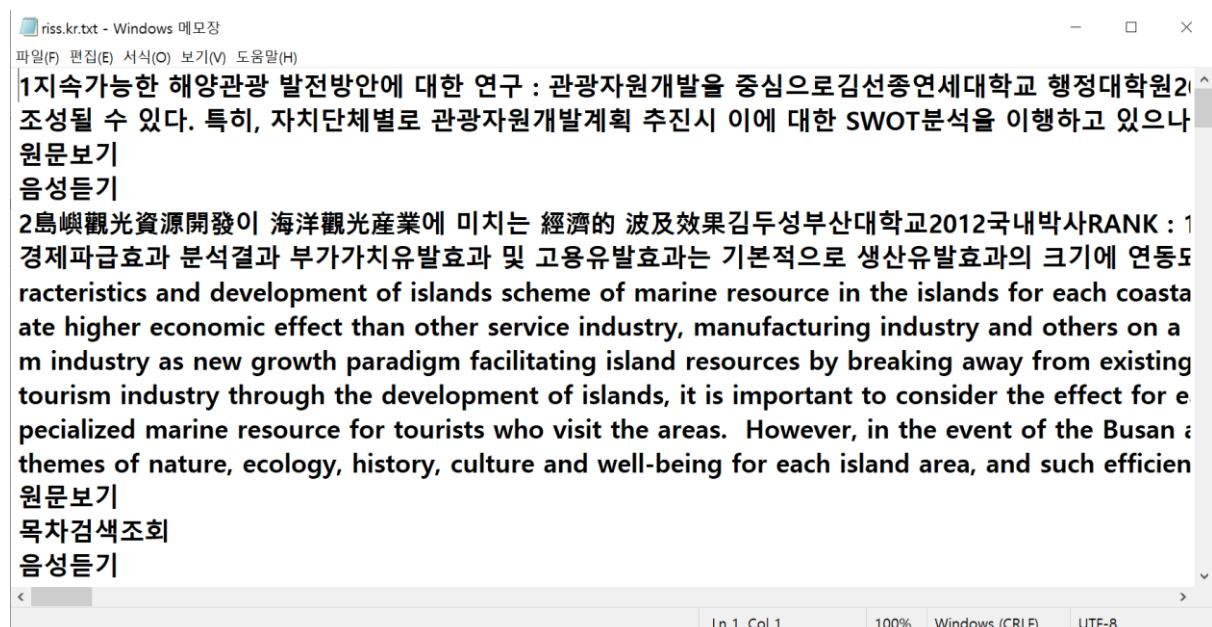 riss.kr.txt - Windows 메모장
파일(F) 편집(E) 서식(O) 보기(V) 도움말(H)
1지속가능한 해양관광 발전방안에 대한 연구 : 관광자원개발을 중심으로김선종연세대학교 행정대학원2
조성될 수 있다. 특히, 자치단체별로 관광자원개발계획 추진시 이에 대한 SWOT분석을 이행하고 있으나
원문보기
음성듣기
2島嶼觀光資源開發이 海洋觀光産業에 미치는 經濟的 波及效果김두성부산대학교2012국내박사RANK : 1
경제파급효과 분석결과 부가가치유발효과 및 고용유발효과는 기본적으로 생산유발효과의 크기에
racteristics and development of islands scheme of marine resource in the islands for each coasta
ate higher economic effect than other service industry, manufacturing industry and others on a
m industry as new growth paradigm facilitating island resources by breaking away from existing
tourism industry through the development of islands, it is important to consider the effect for
pecialized marine resource for tourists who visit the areas. However, in the event of the Busan
themes of nature, ecology, history, culture and well-being for each island area, and such efficien
원문보기
목차검색조회
음성듣기
Ln 1, Col 1 100% Windows (CRLF) UTF-8